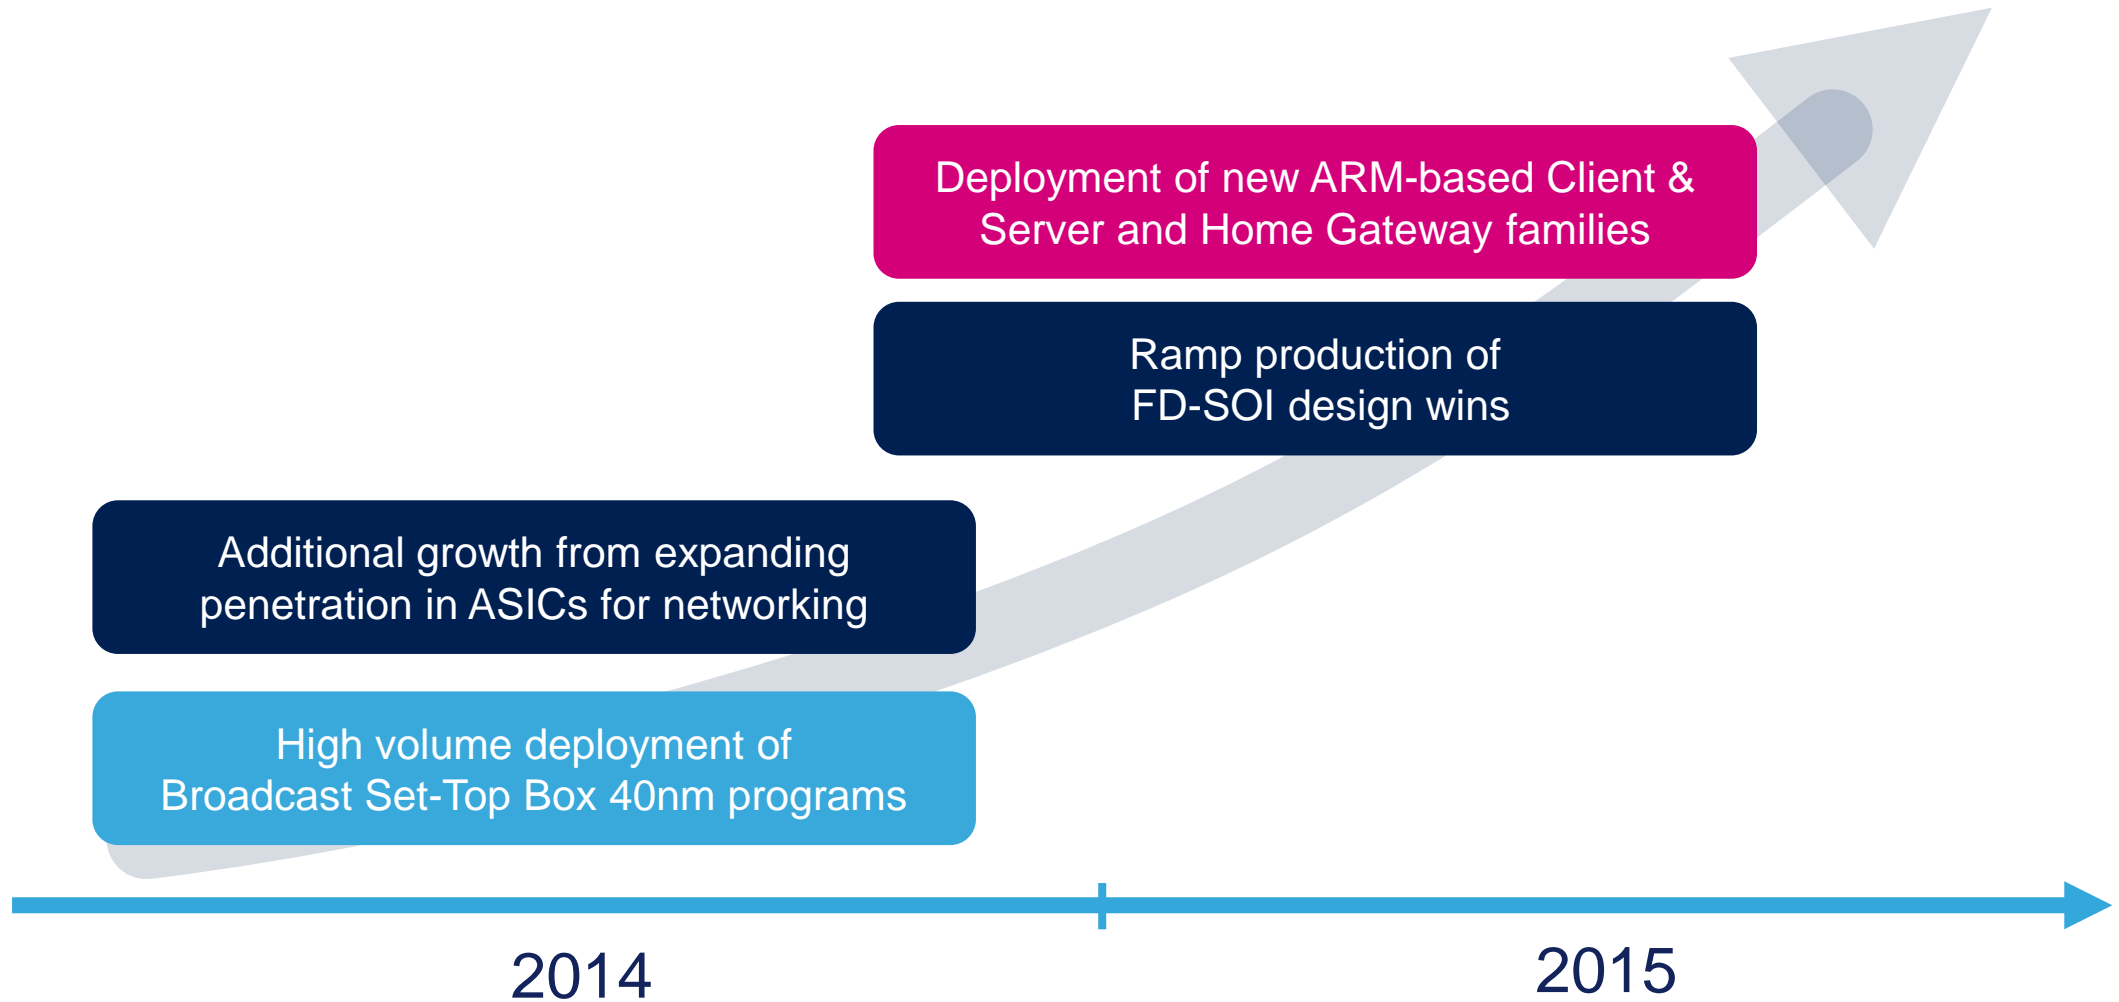 Deployment of new ARM-based Client &
Server and Home Gateway families
Ramp production of
FD-SOI design wins
Additional growth from expanding
penetration in ASICs for networking
High volume deployment of
Broadcast Set-Top Box 40nm programs
2014
2015